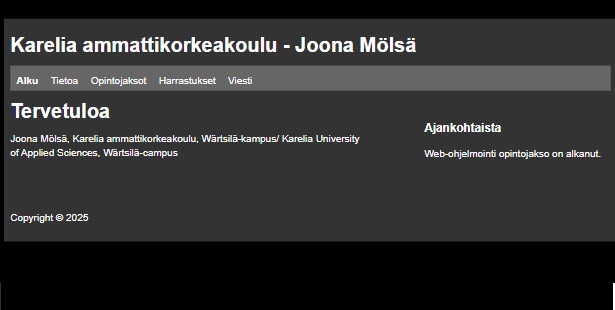 Karelia ammattikorkeakoulu - Joona Mölsä
Alku Tietoa Opintojaksot Harrastukset Viesti
Tervetuloa
Joona Mölsä, Karelia ammattikorkeakoulu, Wärtsilä-kampus/ Karelia University
of Applied Sciences, Wärtsilä-campus
Ajankohtaista
Web-ohjelmointi opintojakso on alkanut.
Copyright © 2025